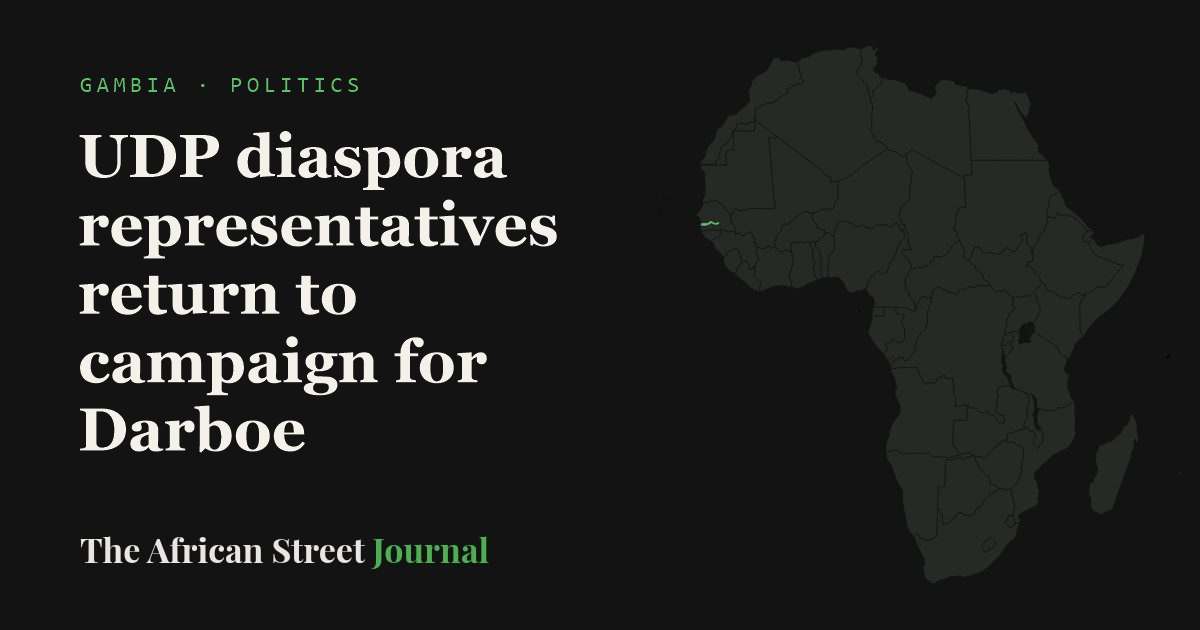 GAMBIA · POLITICS
UDP diaspora
representatives
return to
campaign for
Darboe
The African Street Journal